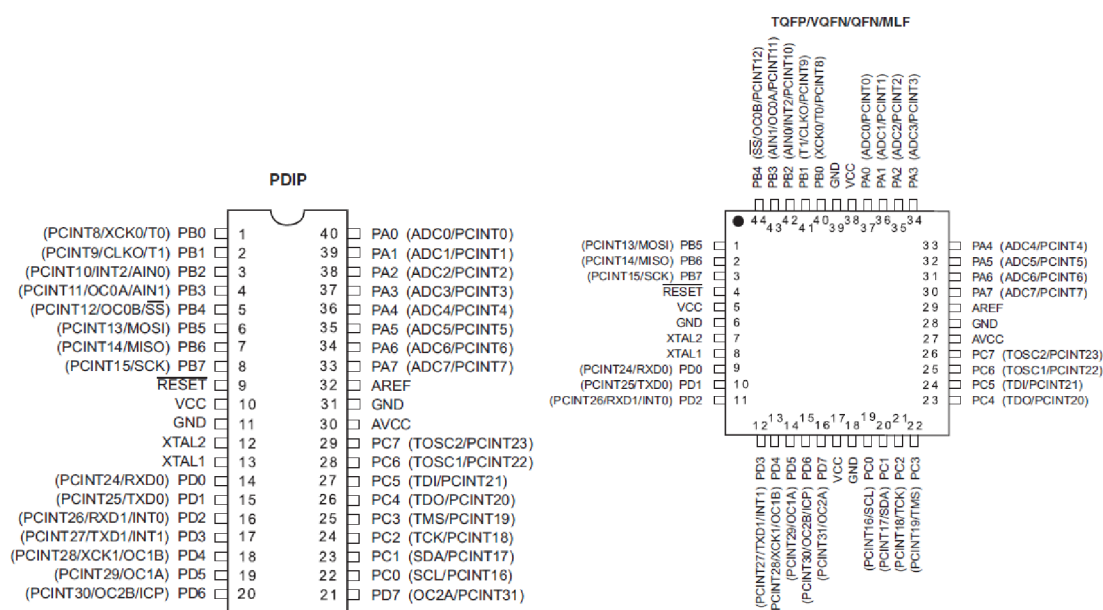 TQFP/VQFN/QFN/MLF
PB4 (SS/OC0B/PCINT12)
PB3 (AIN1/OC0A/PCINT11)
PB2 (AIN0/INT2/PCINT10)
PB1 (T1/CLKO/PCINT9)
PB0 (XCK0/T0/PCINT8)
GND
VCC
PA0 (ADC0/PCINT0)
PA1 (ADC1/PCINT1)
PA2 (ADC2/PCINT2)
PA3 (ADC3/PCINT3)
PDIP
(PCINT8/XCK0/T0) PB0 1 40 PA0 (ADC0/PCINT0)
(PCINT9/CLKO/T1) PB1 2 39 PA1 (ADC1/PCINT1)
(PCINT10/INT2/AIN0) PB2 3 38 PA2 (ADC2/PCINT2)
(PCINT11/OC0A/AIN1) PB3 4 37 PA3 (ADC3/PCINT3)
(PCINT12/OC0B/SS) PB4 5 36 PA4 (ADC4/PCINT4)
(PCINT13/MOSI) PB5 6 35 PA5 (ADC5/PCINT5)
(PCINT14/MISO) PB6 7 34 PA6 (ADC6/PCINT6)
(PCINT15/SCK) PB7 8 33 PA7 (ADC7/PCINT7)
RESET 9 32 AREF
VCC 10 31 GND
GND 11 30 AVCC
XTAL2 12 29 PC7 (TOSC2/PCINT23)
XTAL1 13 28 PC6 (TOSC1/PCINT22)
(PCINT24/RXD0) PD0 14 27 PC5 (TDI/PCINT21)
(PCINT25/TXD0) PD1 15 26 PC4 (TDO/PCINT20)
(PCINT26/RXD1/INT0) PD2 16 25 PC3 (TMS/PCINT19)
(PCINT27/TXD1/INT1) PD3 17 24 PC2 (TCK/PCINT18)
(PCINT28/XCK1/OC1B) PD4 18 23 PC1 (SDA/PCINT17)
(PCINT29/OC1A) PD5 19 22 PC0 (SCL/PCINT16)
(PCINT30/OC2B/ICP) PD6 20 21 PD7 (OC2A/PCINT31)
44 43 42 41 40 39 38 37 36 35 34
(PCINT13/MOSI) PB5 1 33 PA4 (ADC4/PCINT4)
(PCINT14/MISO) PB6 2 32 PA5 (ADC5/PCINT5)
(PCINT15/SCK) PB7 3 31 PA6 (ADC6/PCINT6)
RESET 4 30 PA7 (ADC7/PCINT7)
VCC 5 29 AREF
GND 6 28 GND
XTAL2 7 27 AVCC
XTAL1 8 26 PC7 (TOSC2/PCINT23)
(PCINT24/RXD0) PD0 9 25 PC6 (TOSC1/PCINT22)
(PCINT25/TXD0) PD1 10 24 PC5 (TDI/PCINT21)
(PCINT26/RXD1/INT0) PD2 11 23 PC4 (TDO/PCINT20)
12 13 14 15 16 17 18 19 20 21 22
(PCINT27/TXD1/INT1) PD3
(PCINT28/XCK1/OC1B) PD4
(PCINT29/OC1A) PD5
(PCINT30/OC2B/ICP) PD6
(PCINT31/OC2A) PD7
VCC
GND
(PCINT16/SCL) PC0
(PCINT17/SDA) PC1
(PCINT18/TCK) PC2
(PCINT19/TMS) PC3